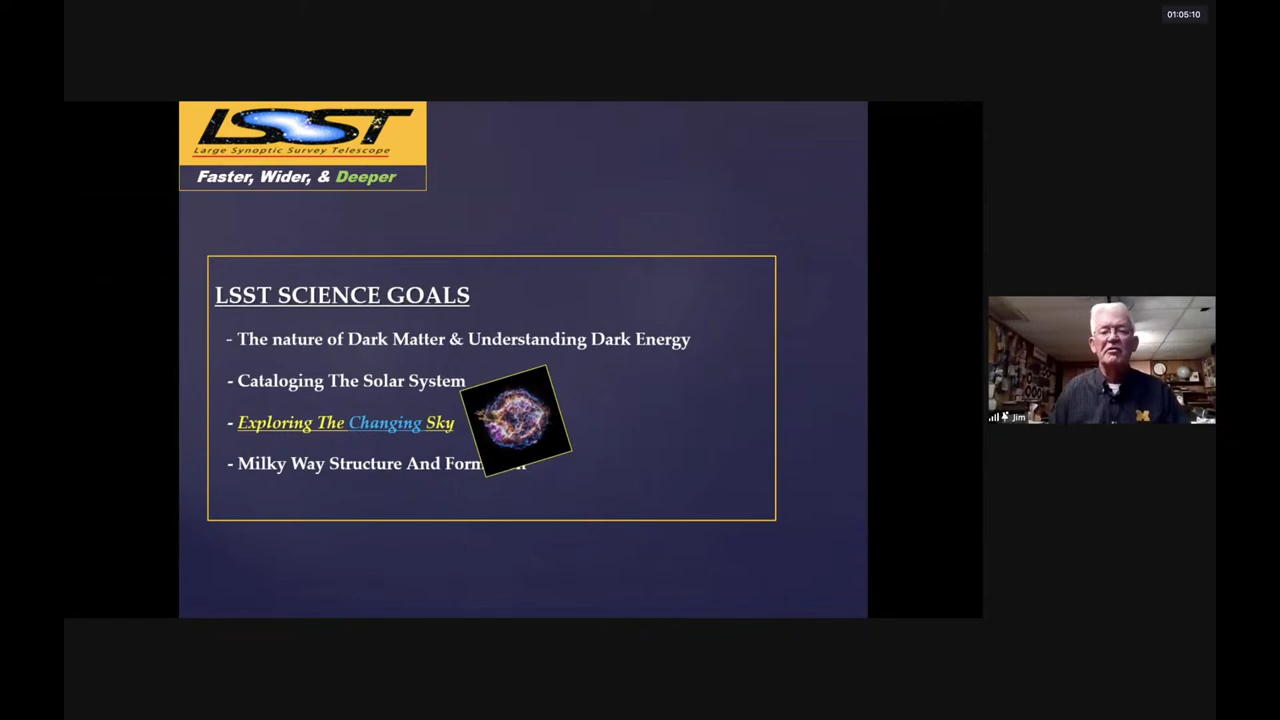 01:05:10
LSST
Large Synoptic Survey Telescope
Faster, Wider, & Deeper
LSST SCIENCE GOALS
- The nature of Dark Matter & Understanding Dark Energy
- Cataloging The Solar System
- Exploring The Changing Sky
- Milky Way Structure And
Jim
M